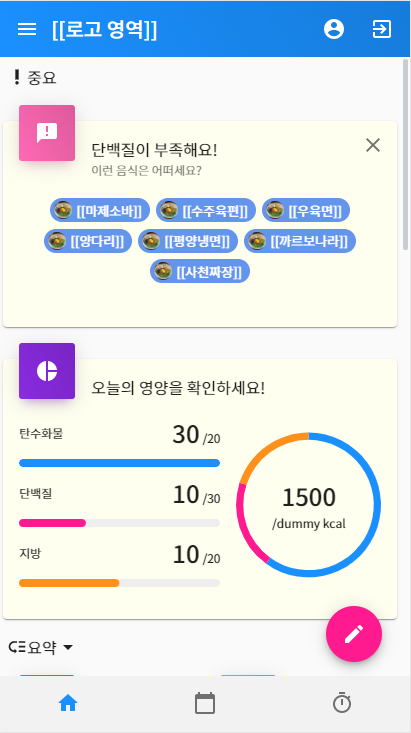 [[로고 영역]]
중요
단백질이 부족해요!
이런 음식은 어떠세요?
[[마제소바]] [[수주육편]] [[우육면]]
[[양다리]] [[평양냉면]] [[까르보나라]]
[[사천짜장]]
오늘의 영양을 확인하세요!
탄수화물 30 /20
단백질 10 /30
지방 10 /20
1500
/dummy kcal
요약